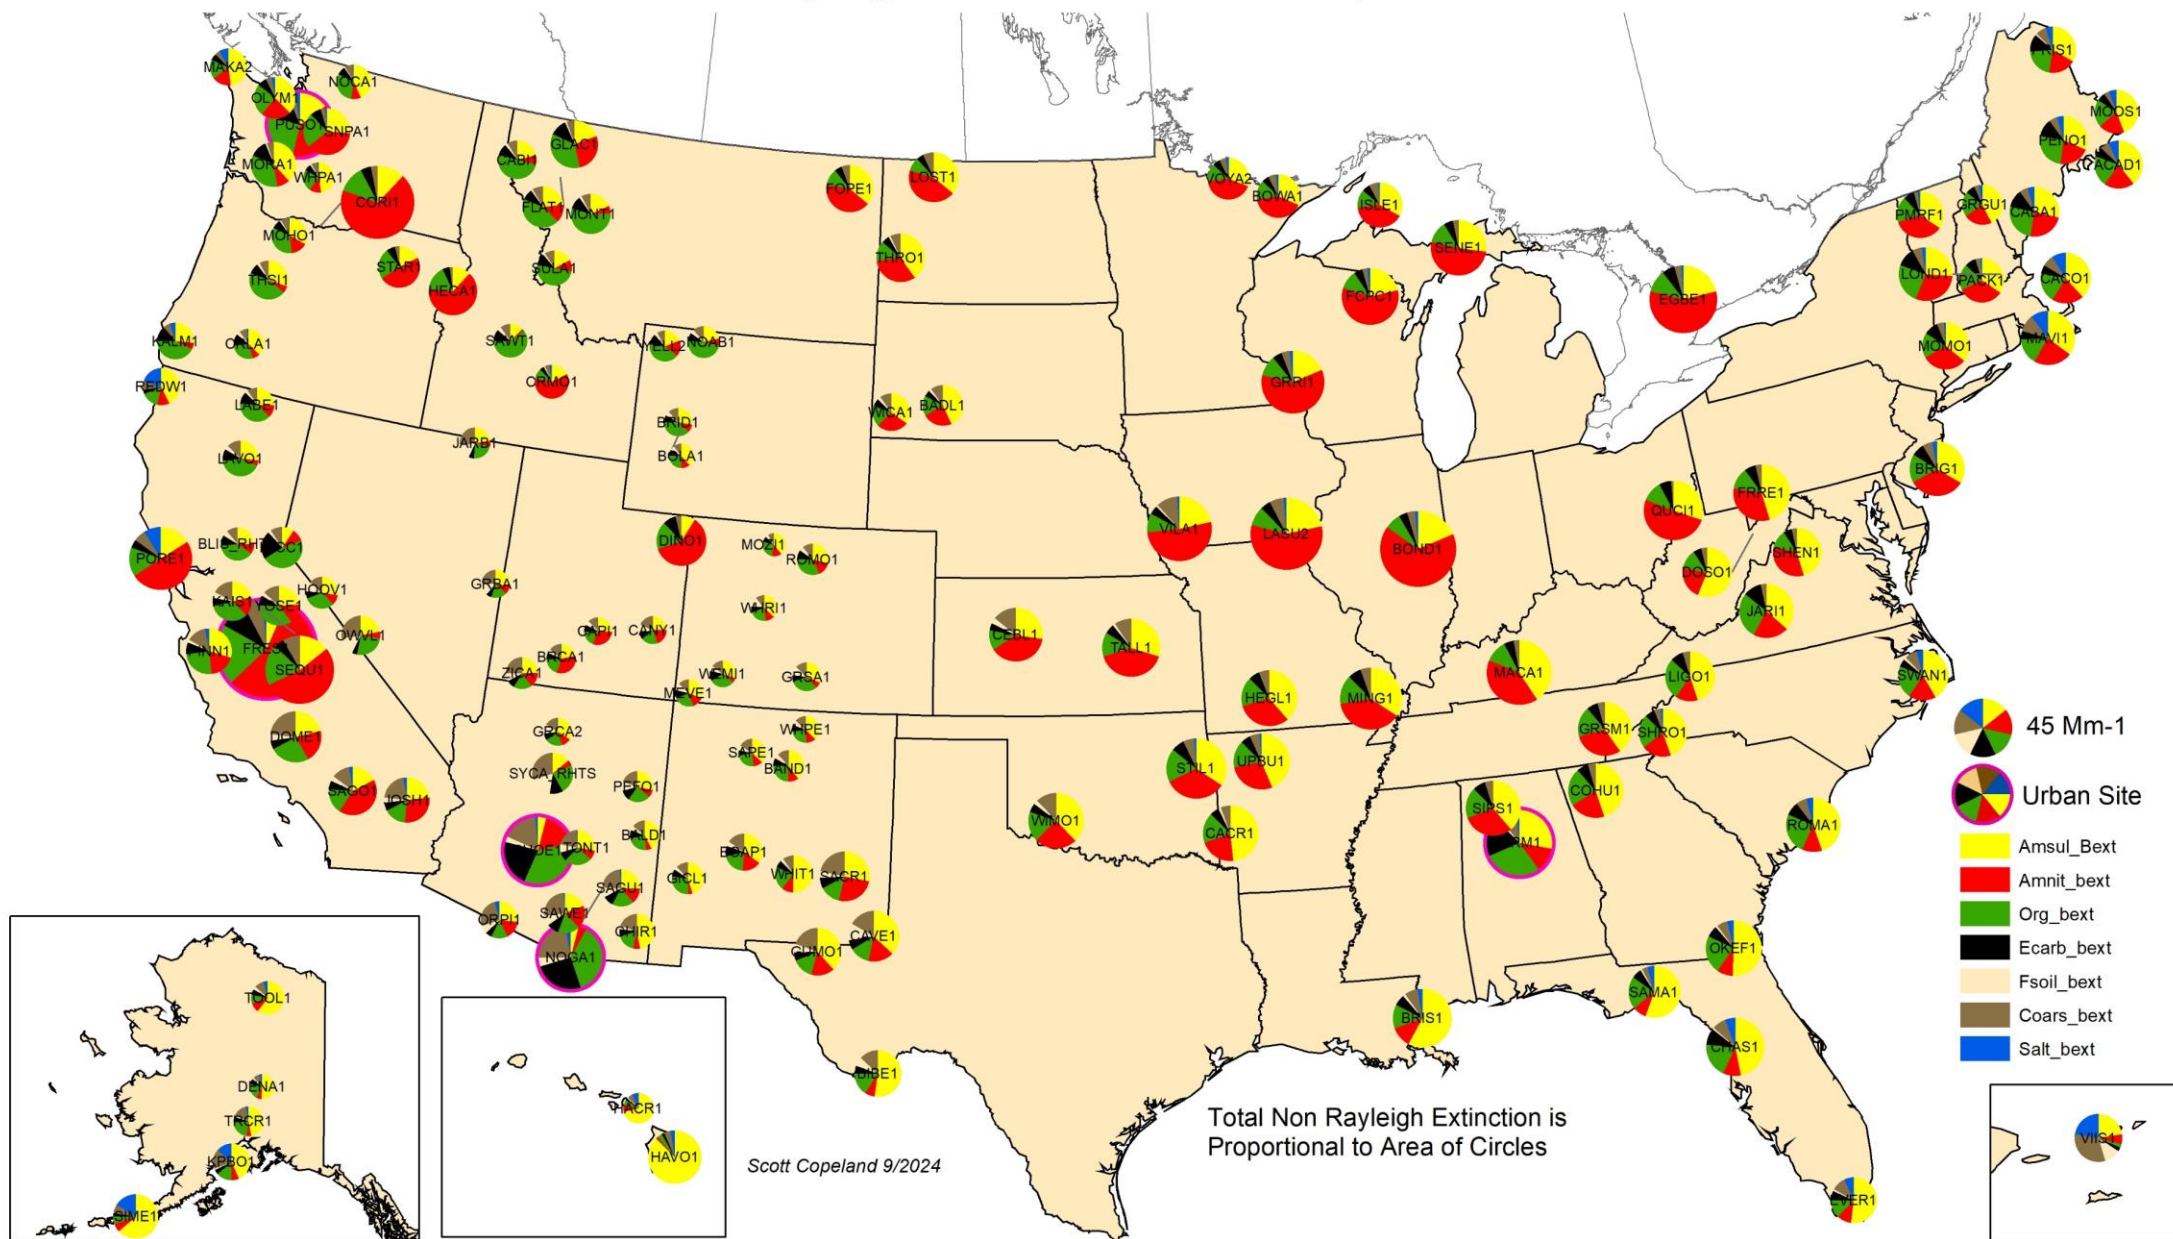 MAKA2
NOCA1
OLYM1
PUSO1
SNPA1
MORA1
WHPA1
CORI1
MOHO1
STAR1
HECA1
THSI1
KALM1
CRLA1
REDW1
LABE1
LAVO1
CABI1
GLAC1
FLAT1
MONT1
SULA1
SAWT1
CRMO1
YELL2
NOAB1
BRID1
BOLA1
JARB1
FOPE1
LOST1
THRO1
WICA1
BADL1
VOYA2
BOWA1
ISLE1
SENE1
FCPC1
GRRI1
EGBE1
PRIS1
MOOS1
PENO1
ACAD1
PMRF1
GRGU1
CABA1
LOND1
PACK1
CACO1
MOMO1
MAVI1
BRIG1
PORE1
HOOV1
KAIS1
YOSE1
PINN1
SEQU1
OWVL1
DOME1
SAGO1
JOSH1
GRBA1
DINO1
MOZI1
ROMO1
WHRI1
CAPI1
CANY1
BRCA1
ZICA1
WEMI1
GRSA1
MEVE1
GRCA2
WHPE1
SAPE1
BAND1
SYCA_RHTS
PEFO1
BALD1
TONT1
BOAP1
GICL1
WHIT1
SACR1
SAGU1
SAWE1
ORPI1
CHIR1
NOGA1
GUMO1
CAVE1
BIBE1
VILA1
LASU2
BOND1
QUCI1
FRRE1
DOSO1
SHEN1
JARI1
CEBL1
TALL1
HEGL1
MING1
MACA1
LIGO1
SWAN1
GRSM1
SHRO1
STIL1
UPBU1
WIMO1
CACR1
SIPS1
COHU1
ROMA1
OKEF1
SAMA1
BRIS1
CHAS1
EVER1
VIIS1
TOOL1
DENA1
TRCR1
KPBO1
SIME1
HACR1
HAVO1
45 Mm-1
Urban Site
Amsul_Bext
Amnit_bext
Org_bext
Ecarb_bext
Fsoil_bext
Coars_bext
Salt_bext
Total Non Rayleigh Extinction is
Proportional to Area of Circles
Scott Copeland 9/2024